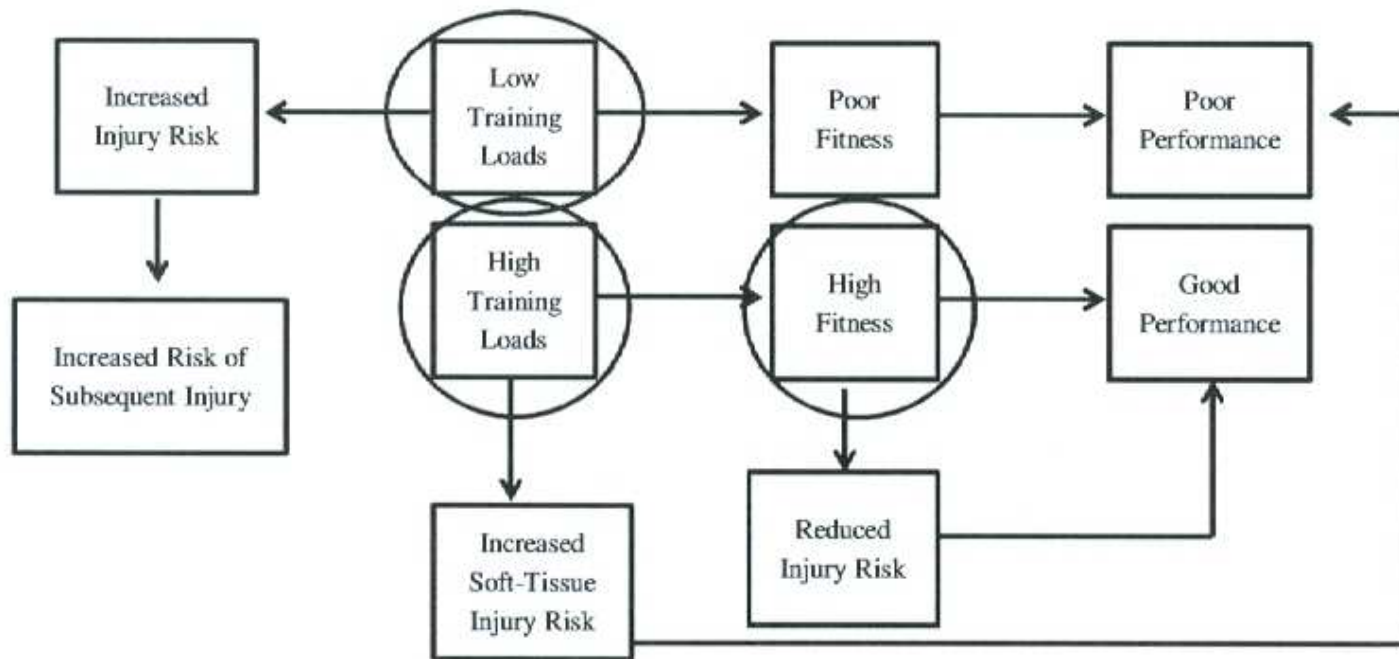 Increased
Injury Risk
Low
Training
Loads
Poor
Fitness
Poor
Performance
Increased Risk of
Subsequent Injury
High
Training
Loads
High
Fitness
Good
Performance
Increased
Soft-Tissue
Injury Risk
Reduced
Injury Risk